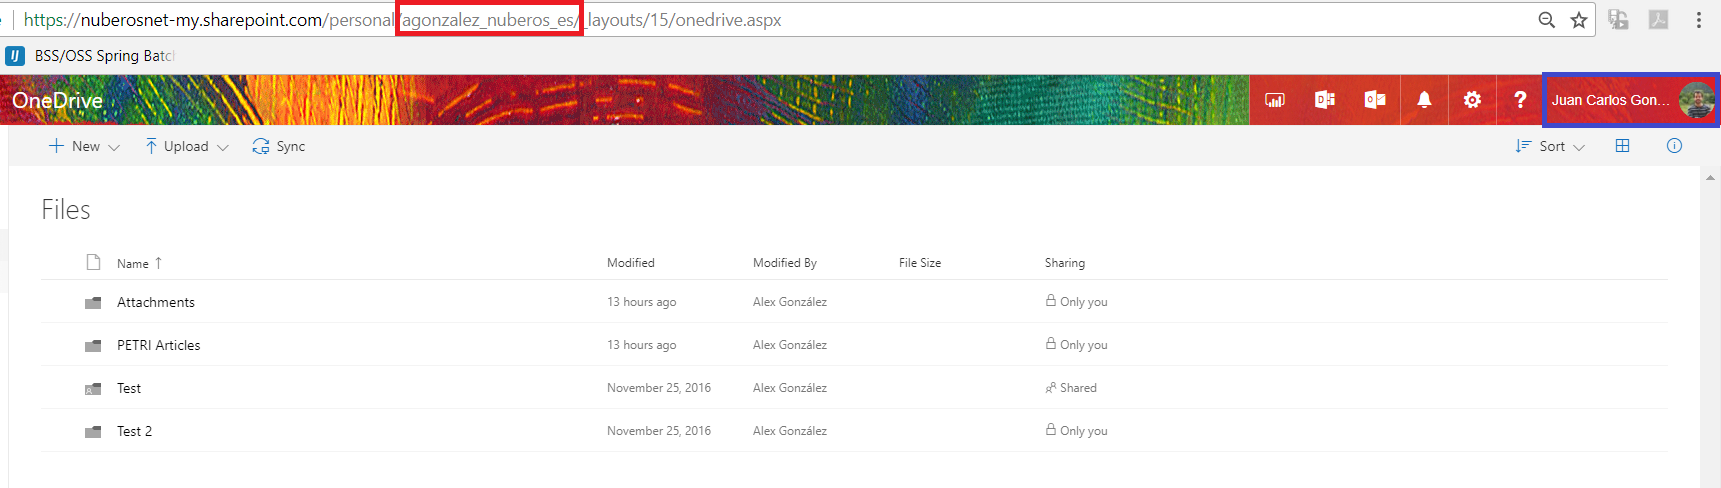 https://nuberosnet-my.sharepoint.com/personal/agonzalez_nuberos_es/_layouts/15/onedrive.aspx
IJ BSS/OSS Spring Batch
OneDrive
? Juan Carlos Gon...
New Upload Sync Sort
Files
Name ↑ Modified Modified By File Size Sharing
Attachments 13 hours ago Alex González Only you
PETRI Articles 13 hours ago Alex González Only you
Test November 25, 2016 Alex González Shared
Test 2 November 25, 2016 Alex González Only you